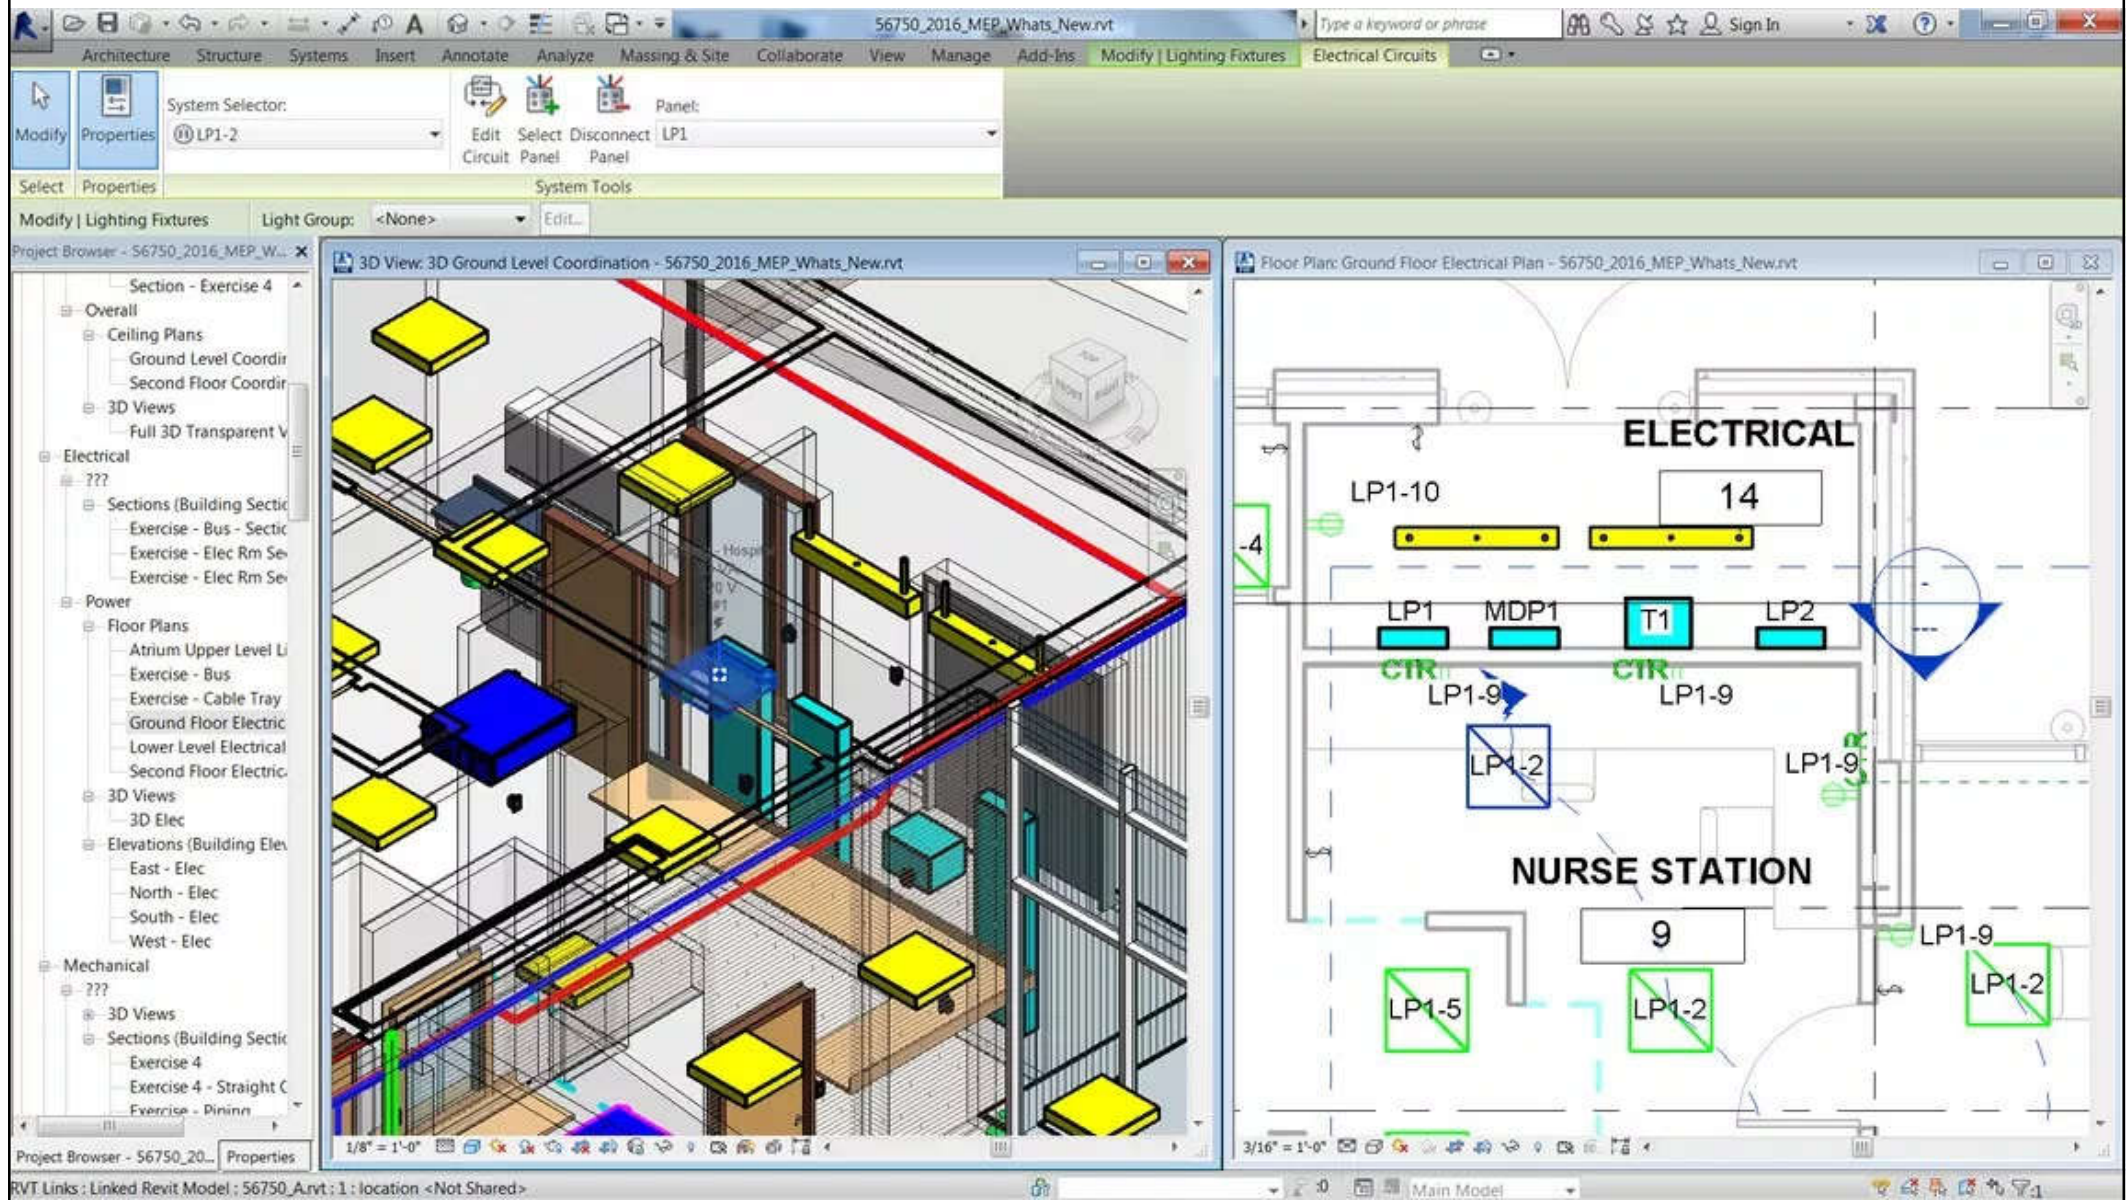 56750_2016_MEP_Whats_New.rvt
Type a keyword or phrase
Sign In
Architecture Structure Systems Insert Annotate Analyze Massing & Site Collaborate View Manage Add-Ins Modify | Lighting Fixtures Electrical Circuits
System Selector:
Panel:
Modify Properties LP1-2 Edit Circuit Select Panel Disconnect Panel LP1
Select Properties System Tools
Modify | Lighting Fixtures Light Group: <None> Edit...
Project Browser - 56750_2016_MEP_W...
Section - Exercise 4
Overall
Ceiling Plans
Ground Level Coordir
Second Floor Coordir
3D Views
Full 3D Transparent V
Electrical
???
Sections (Building Sectic
Exercise - Bus - Sectic
Exercise - Elec Rm Se
Exercise - Elec Rm Se
Power
Floor Plans
Atrium Upper Level Li
Exercise - Bus
Exercise - Cable Tray
Ground Floor Electric
Lower Level Electrical
Second Floor Electric
3D Views
3D Elec
Elevations (Building Elev
East - Elec
North - Elec
South - Elec
West - Elec
Mechanical
???
3D Views
Sections (Building Sectic
Exercise 4
Exercise 4 - Straight C
Exercise - Piping
Project Browser - 56750_20... Properties
3D View: 3D Ground Level Coordination - 56750_2016_MEP_Whats_New.rvt
TOP
FRONT RIGHT
1/8" = 1'-0"
Floor Plan: Ground Floor Electrical Plan - 56750_2016_MEP_Whats_New.rvt
ELECTRICAL
LP1-10
14
-4
LP1 MDP1 T1 LP2
CTR CTR
LP1-9 LP1-9
LP1-2
LP1-9
NURSE STATION
9
LP1-9
LP1-5 LP1-2 LP1-2
3/16" = 1'-0"
RVT Links : Linked Revit Model : 56750_A.rvt : 1 : location <Not Shared>
:0
Main Model
:1